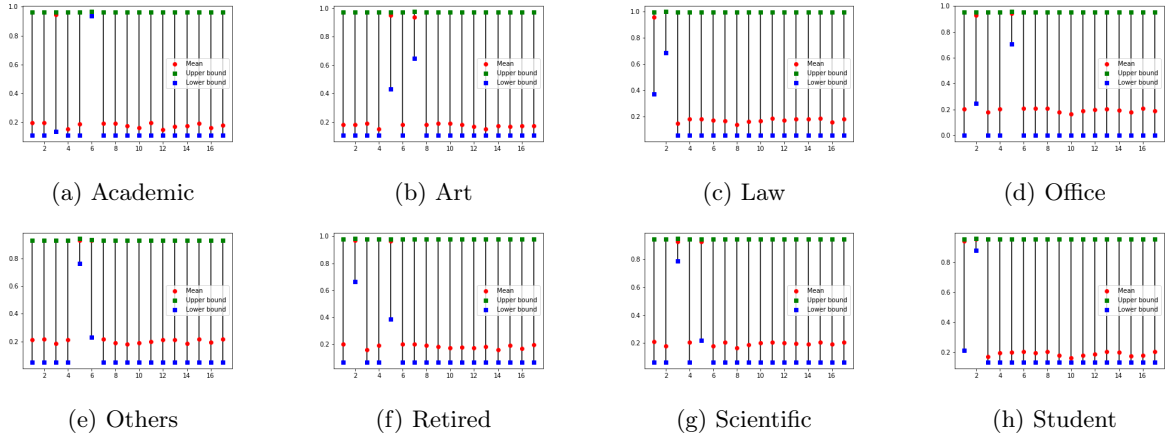 1.0
0.8
0.6
0.4
0.2
Mean
Upper bound
Lower bound
2 4 6 8 10 12 14 16
(a) Academic
1.0
0.8
0.6
0.4
0.2
Mean
Upper bound
Lower bound
2 4 6 8 10 12 14 16
(b) Art
1.0
0.8
0.6
0.4
0.2
Mean
Upper bound
Lower bound
2 4 6 8 10 12 14 16
(c) Law
1.0
0.8
0.6
0.4
0.2
0.0
Mean
Upper bound
Lower bound
2 4 6 8 10 12 14 16
(d) Office
0.8
0.6
0.4
0.2
Mean
Upper bound
Lower bound
2 4 6 8 10 12 14 16
(e) Others
1.0
0.8
0.6
0.4
0.2
Mean
Upper bound
Lower bound
2 4 6 8 10 12 14 16
(f) Retired
0.8
0.6
0.4
0.2
Mean
Upper bound
Lower bound
2 4 6 8 10 12 14 16
(g) Scientific
0.8
0.6
0.4
0.2
Mean
Upper bound
Lower bound
2 4 6 8 10 12 14 16
(h) Student